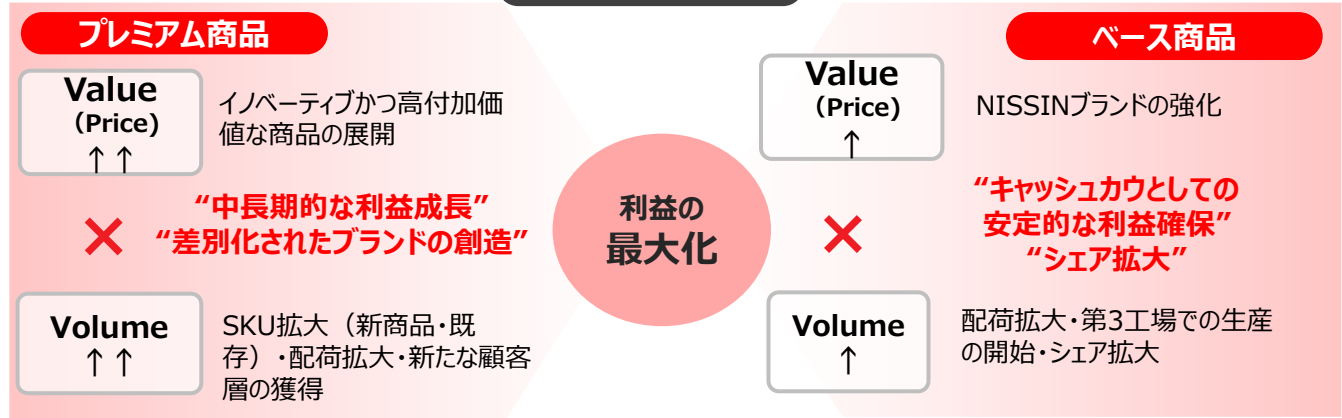 プレミアム商品
Value
（Price)
↑↑
イノベーティブかつ高付加価
値な商品の展開
×
“中長期的な利益成長”
“差別化されたブランドの創造”
Volume
↑↑
SKU拡大（新商品・既
存）・配荷拡大・新たな顧客
層の獲得
利益の
最大化
ベース商品
Value
（Price)
↑
NISSINブランドの強化
×
“キャッシュカウとしての
安定的な利益確保”
“シェア拡大”
Volume
↑
配荷拡大・第3工場での生産
の開始・シェア拡大